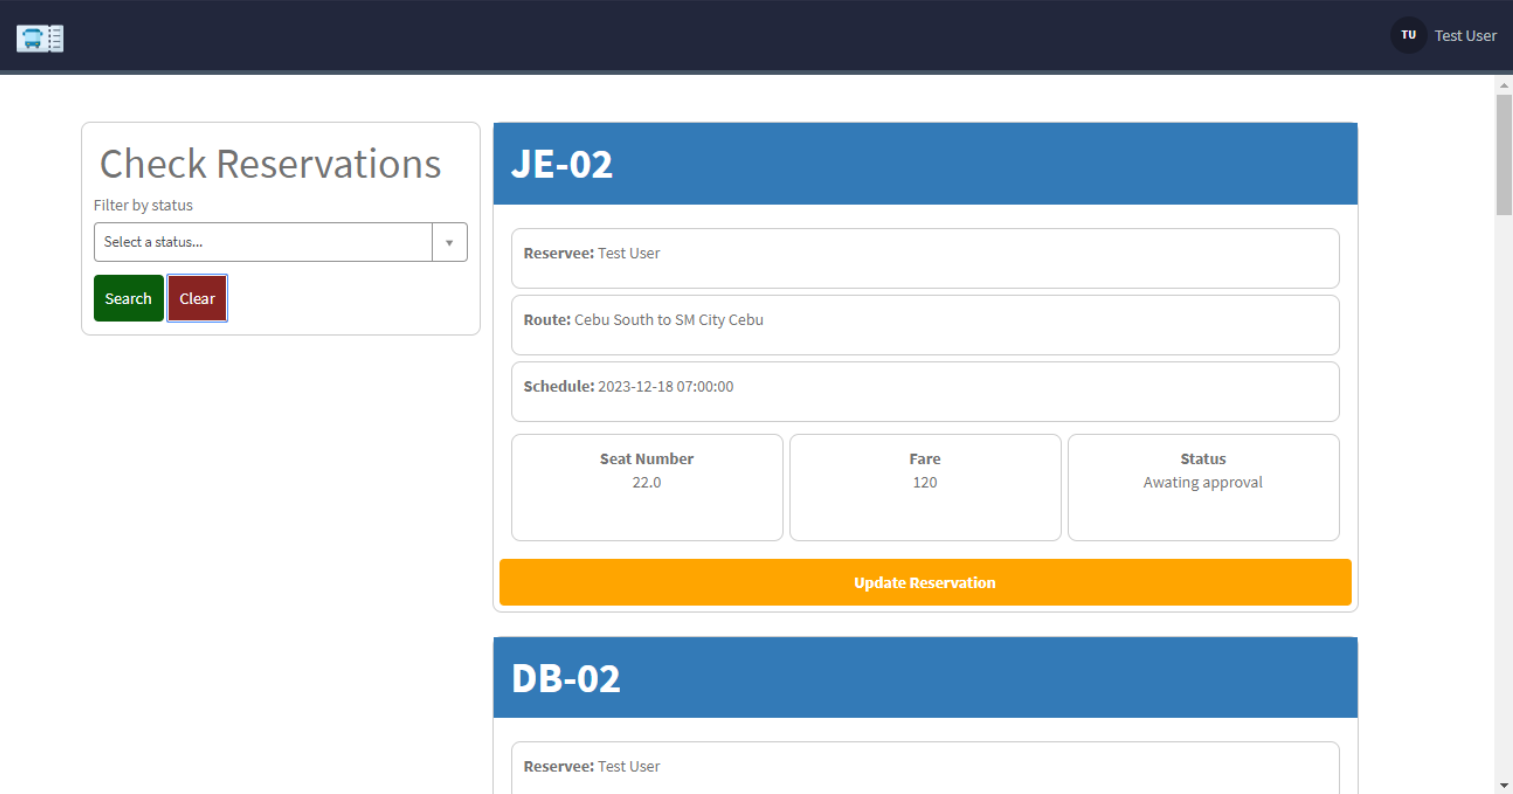 TU Test User
Check Reservations
Filter by status
Select a status...
Search Clear
JE-02
Reservee: Test User
Route: Cebu South to SM City Cebu
Schedule: 2023-12-18 07:00:00
Seat Number
22.0
Fare
120
Status
Awating approval
Update Reservation
DB-02
Reservee: Test User